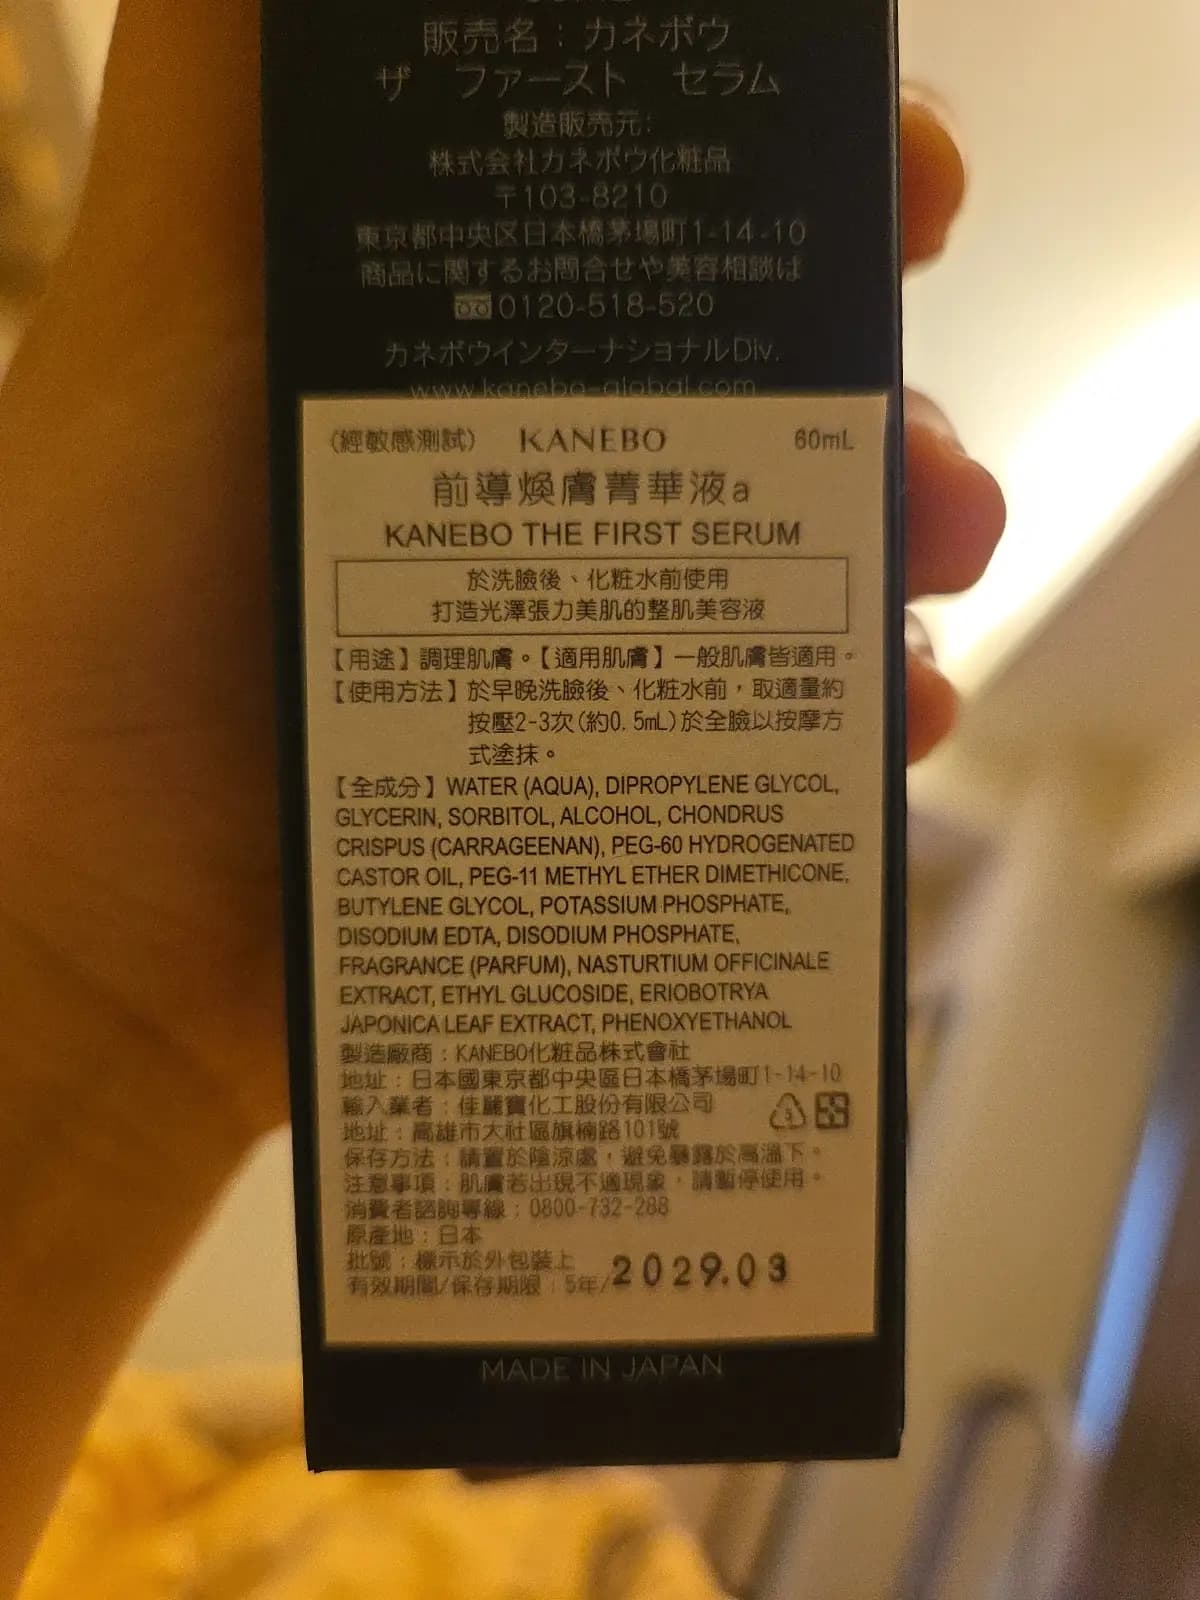 販売名：カネボウ
ザ ファースト セラム
製造販売元：
株式会社カネボウ化粧品
〒103-8210
東京都中央区日本橋茅場町1-14-10
商品に関するお問合せや美容相談は
0120-518-520
カネボウインターナショナルDiv.
www.kanebo-global.com
(經敏感測試) KANEBO 60mL
前導煥膚菁華液a
KANEBO THE FIRST SERUM
於洗臉後、化粧水前使用
打造光澤張力美肌的整肌美容液
【用途】調理肌膚。【適用肌膚】一般肌膚皆適用。
【使用方法】於早晚洗臉後、化粧水前，取適量約
按壓2-3次(約0.5mL)於全臉以按摩方
式塗抹。
【全成分】WATER (AQUA), DIPROPYLENE GLYCOL,
GLYCERIN, SORBITOL, ALCOHOL, CHONDRUS
CRISPUS (CARRAGEENAN), PEG-60 HYDROGENATED
CASTOR OIL, PEG-11 METHYL ETHER DIMETHICONE,
BUTYLENE GLYCOL, POTASSIUM PHOSPHATE,
DISODIUM EDTA, DISODIUM PHOSPHATE,
FRAGRANCE (PARFUM), NASTURTIUM OFFICINALE
EXTRACT, ETHYL GLUCOSIDE, ERIOBOTRYA
JAPONICA LEAF EXTRACT, PHENOXYETHANOL
製造廠商：KANEBO化粧品株式會社
地址：日本國東京都中央區日本橋茅場町1-14-10
輸入業者：佳麗寶化工股份有限公司
地址：高雄市大社區旗楠路101號
保存方法：請置於陰涼處，避免暴露於高溫下。
注意事項：肌膚若出現不適現象，請暫停使用。
消費者諮詢專線：0800-732-288
原產地：日本
批號：標示於外包裝上
有效期間/保存期限：5年/2029.03
MADE IN JAPAN